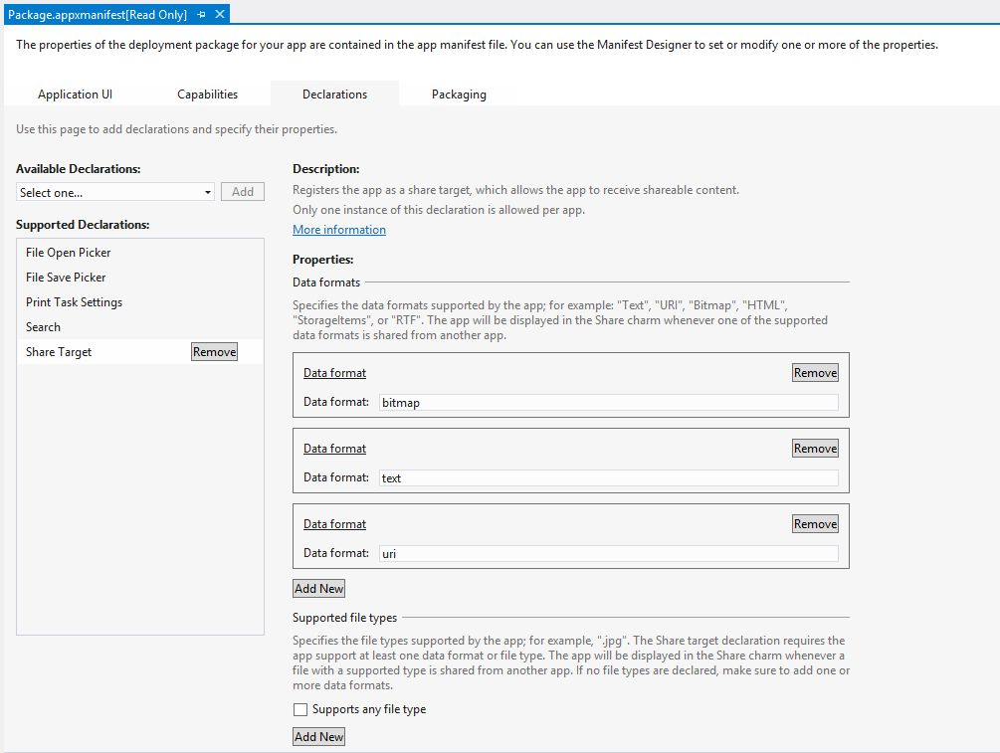 Package.appxmanifest[Read Only]
The properties of the deployment package for your app are contained in the app manifest file. You can use the Manifest Designer to set or modify one or more of the properties.
Application UI
Capabilities
Declarations
Packaging
Use this page to add declarations and specify their properties.
Available Declarations:
Select one...
Add
Supported Declarations:
File Open Picker
File Save Picker
Print Task Settings
Search
Share Target
Remove
Description:
Registers the app as a share target, which allows the app to receive shareable content.
Only one instance of this declaration is allowed per app.
More information
Properties:
Data formats
Specifies the data formats supported by the app; for example: "Text", "URI", "Bitmap", "HTML",
"StorageItems", or "RTF". The app will be displayed in the Share charm whenever one of the supported
data formats is shared from another app.
Data format
Remove
Data format:
bitmap
Data format
Remove
Data format:
text
Data format
Remove
Data format:
uri
Add New
Supported file types
Specifies the file types supported by the app; for example, ".jpg". The Share target declaration requires the
app support at least one data format or file type. The app will be displayed in the Share charm whenever a
file with a supported type is shared from another app. If no file types are declared, make sure to add one or
more data formats.
Supports any file type
Add New